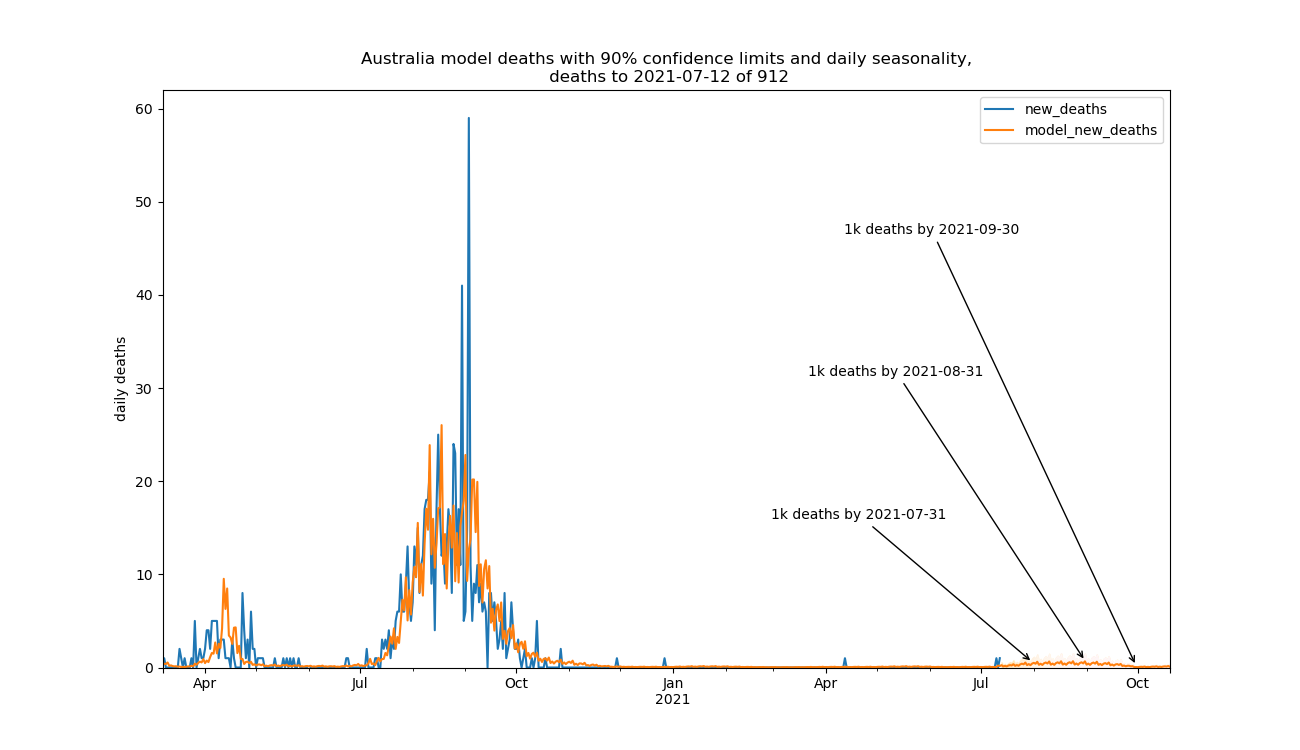 Australia model deaths with 90% confidence limits and daily seasonality,
deaths to 2021-07-12 of 912
new_deaths
model_new_deaths
daily deaths
60
50
40
30
20
10
0
1k deaths by 2021-09-30
1k deaths by 2021-08-31
1k deaths by 2021-07-31
Apr
Jul
Oct
Jan
2021
Apr
Jul
Oct